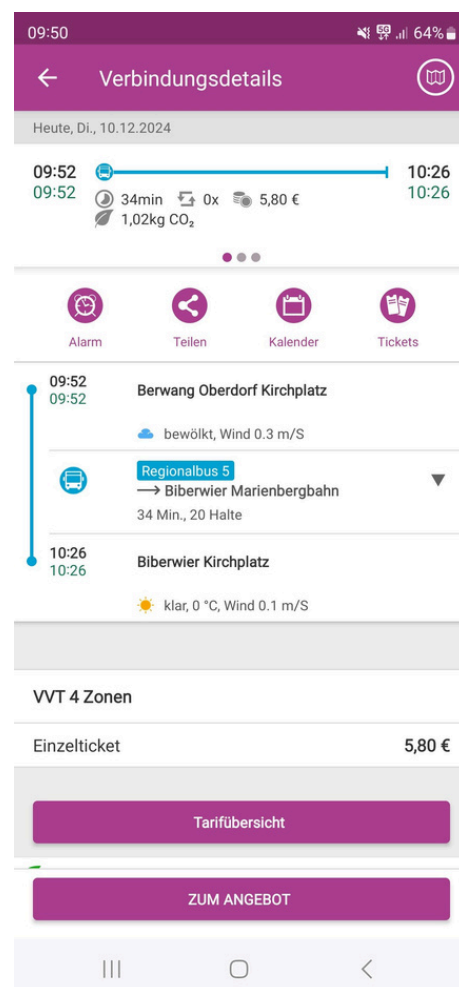 09:50
5G
64%
Verbindungsdetails
Heute, Di., 10.12.2024
09:52 10:26
09:52 10:26
34min 0x 5,80 €
1,02kg CO₂
Alarm Teilen Kalender Tickets
09:52 Berwang Oberdorf Kirchplatz
09:52
bewölkt, Wind 0.3 m/S
Regionalbus 5
Biberwier Marienbergbahn
34 Min., 20 Halte
10:26 Biberwier Kirchplatz
10:26
klar, 0 °C, Wind 0.1 m/S
VVT 4 Zonen
Einzelticket 5,80 €
Tarifübersicht
ZUM ANGEBOT